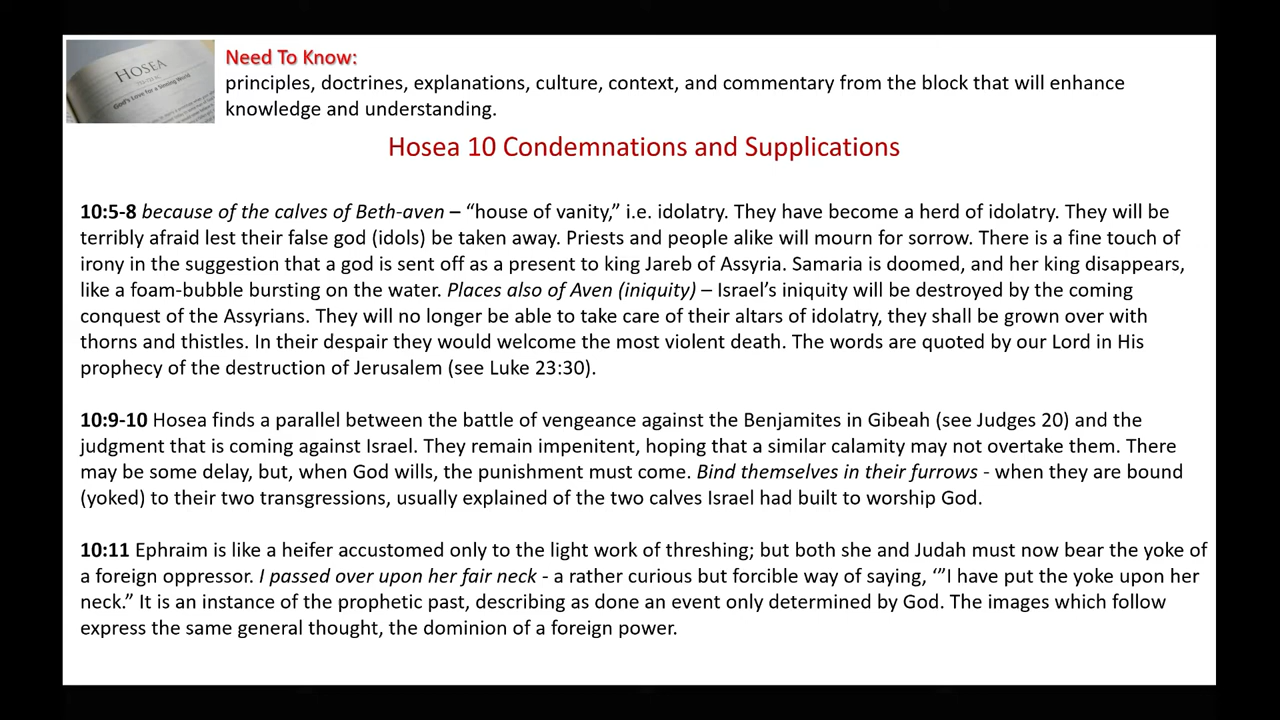 HOSEA
God's Love for a Sinning World
Need To Know:
principles, doctrines, explanations, culture, context, and commentary from the block that will enhance
knowledge and understanding.
Hosea 10 Condemnations and Supplications
10:5-8 because of the calves of Beth-aven – “house of vanity,” i.e. idolatry. They have become a herd of idolatry. They will be
terribly afraid lest their false god (idols) be taken away. Priests and people alike will mourn for sorrow. There is a fine touch of
irony in the suggestion that a god is sent off as a present to king Jareb of Assyria. Samaria is doomed, and her king disappears,
like a foam-bubble bursting on the water. Places also of Aven (iniquity) – Israel’s iniquity will be destroyed by the coming
conquest of the Assyrians. They will no longer be able to take care of their altars of idolatry, they shall be grown over with
thorns and thistles. In their despair they would welcome the most violent death. The words are quoted by our Lord in His
prophecy of the destruction of Jerusalem (see Luke 23:30).
10:9-10 Hosea finds a parallel between the battle of vengeance against the Benjamites in Gibeah (see Judges 20) and the
judgment that is coming against Israel. They remain impenitent, hoping that a similar calamity may not overtake them. There
may be some delay, but, when God wills, the punishment must come. Bind themselves in their furrows - when they are bound
(yoked) to their two transgressions, usually explained of the two calves Israel had built to worship God.
10:11 Ephraim is like a heifer accustomed only to the light work of threshing; but both she and Judah must now bear the yoke of
a foreign oppressor. I passed over upon her fair neck - a rather curious but forcible way of saying, ‘”I have put the yoke upon her
neck.” It is an instance of the prophetic past, describing as done an event only determined by God. The images which follow
express the same general thought, the dominion of a foreign power.